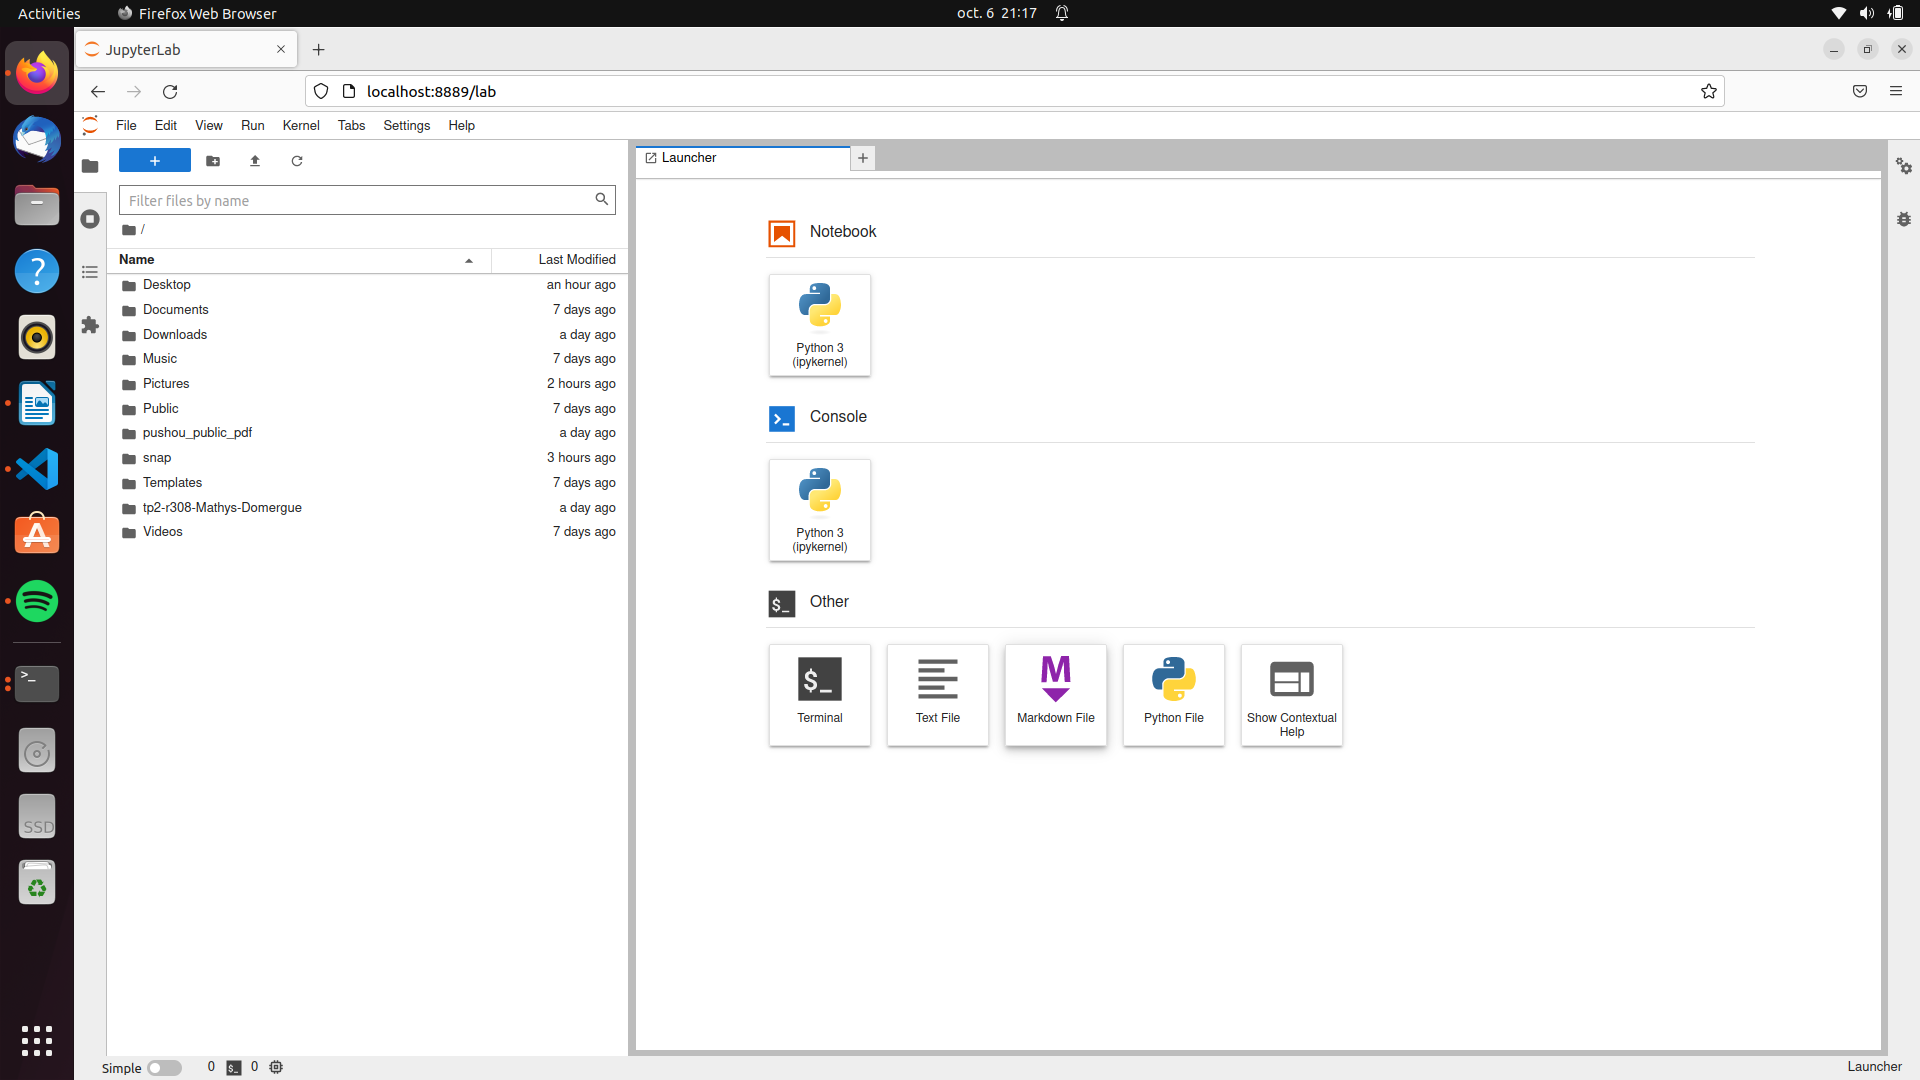 Activities
Firefox Web Browser
oct. 6 21:17
JupyterLab
localhost:8889/lab
File Edit View Run Kernel Tabs Settings Help
Filter files by name
/
Name Last Modified
Desktop an hour ago
Documents 7 days ago
Downloads a day ago
Music 7 days ago
Pictures 2 hours ago
Public 7 days ago
pushou_public_pdf a day ago
snap 3 hours ago
Templates 7 days ago
tp2-r308-Mathys-Domergue a day ago
Videos 7 days ago
Launcher
Notebook
Python 3
(ipykernel)
Console
Python 3
(ipykernel)
$_ Other
$_
Terminal
Text File
M
Markdown File
Python File
Show Contextual
Help
SSD
Simple 0 $_ 0
Launcher